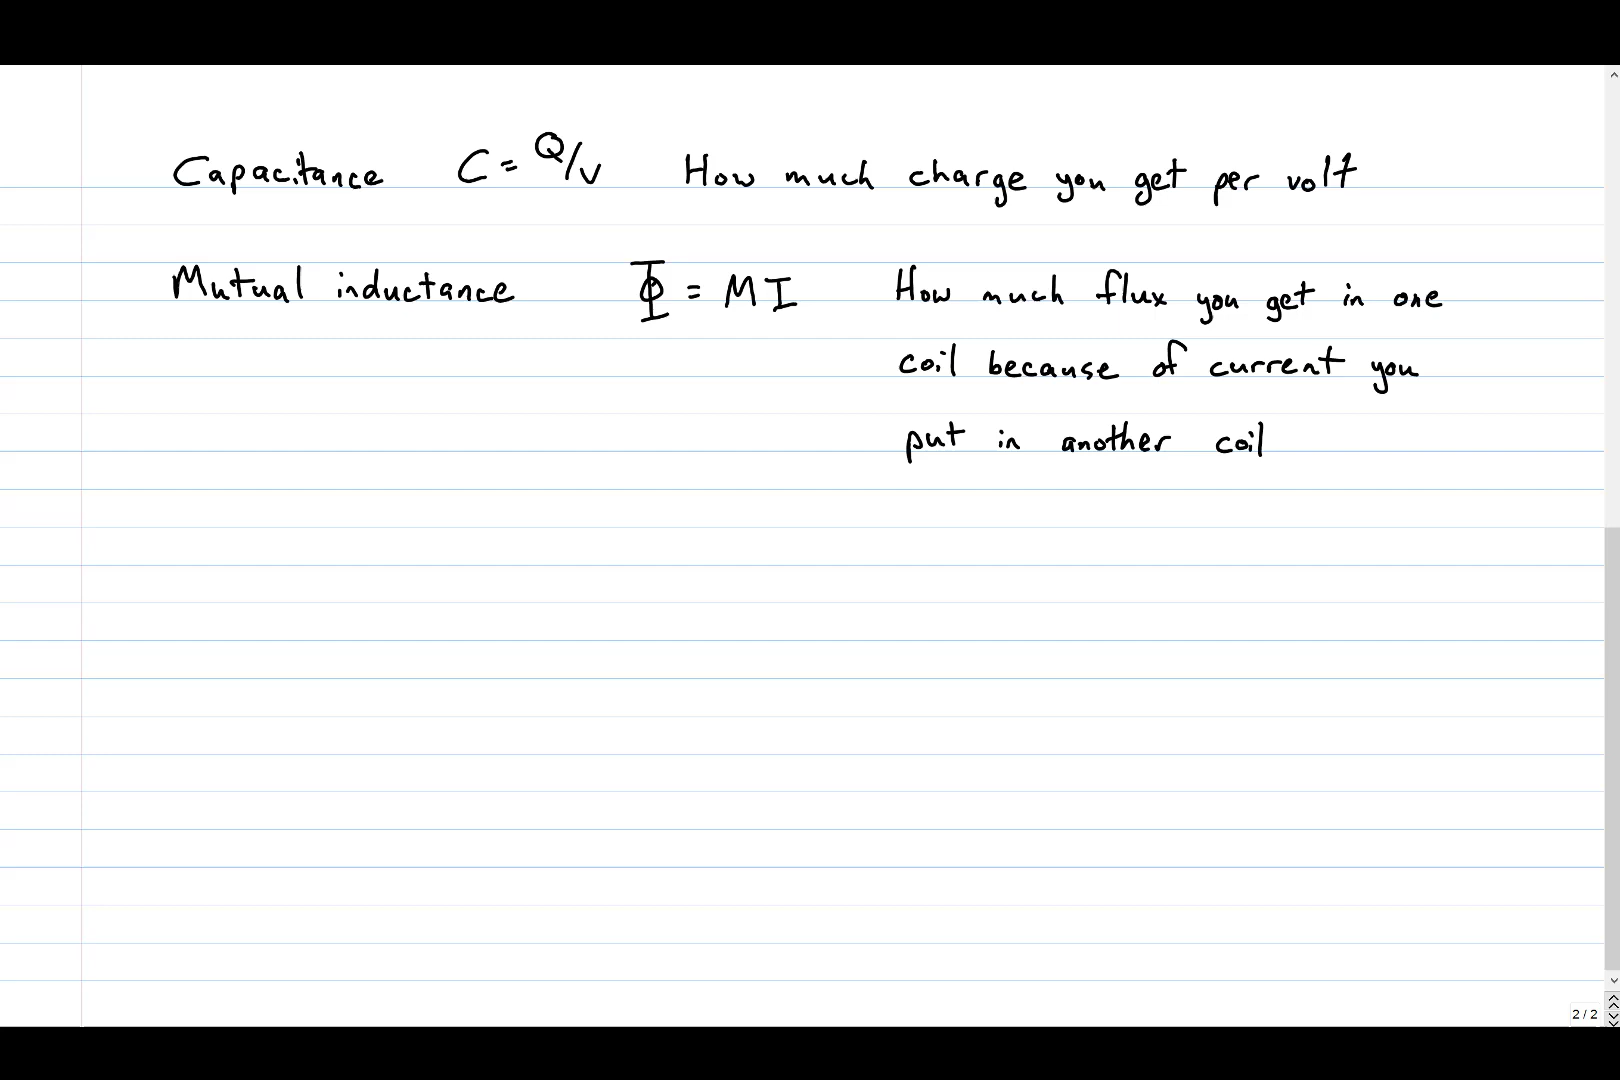 Capacitance C = Q/V How much charge you get per volt
Mutual inductance Φ = MI How much flux you get in one
coil because of current you
put in another coil
2 / 2